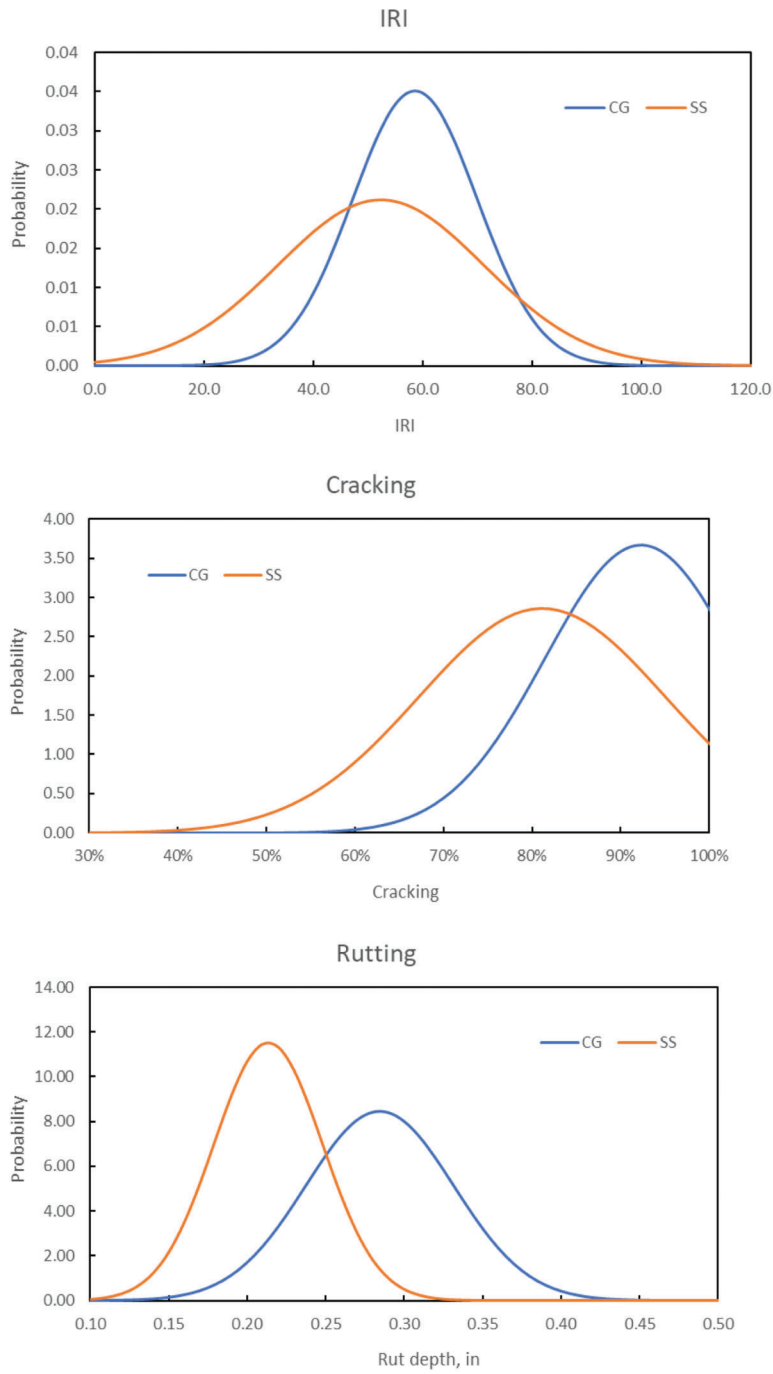 IRI
0.04
0.04
0.03
0.03
0.02
0.02
0.01
0.01
0.00
Probability
CG SS
0.0 20.0 40.0 60.0 80.0 100.0 120.0
IRI
Cracking
4.00
3.50
3.00
2.50
2.00
1.50
1.00
0.50
0.00
Probability
CG SS
30% 40% 50% 60% 70% 80% 90% 100%
Cracking
Rutting
14.00
12.00
10.00
8.00
6.00
4.00
2.00
0.00
Probability
CG SS
0.10 0.15 0.20 0.25 0.30 0.35 0.40 0.45 0.50
Rut depth, in